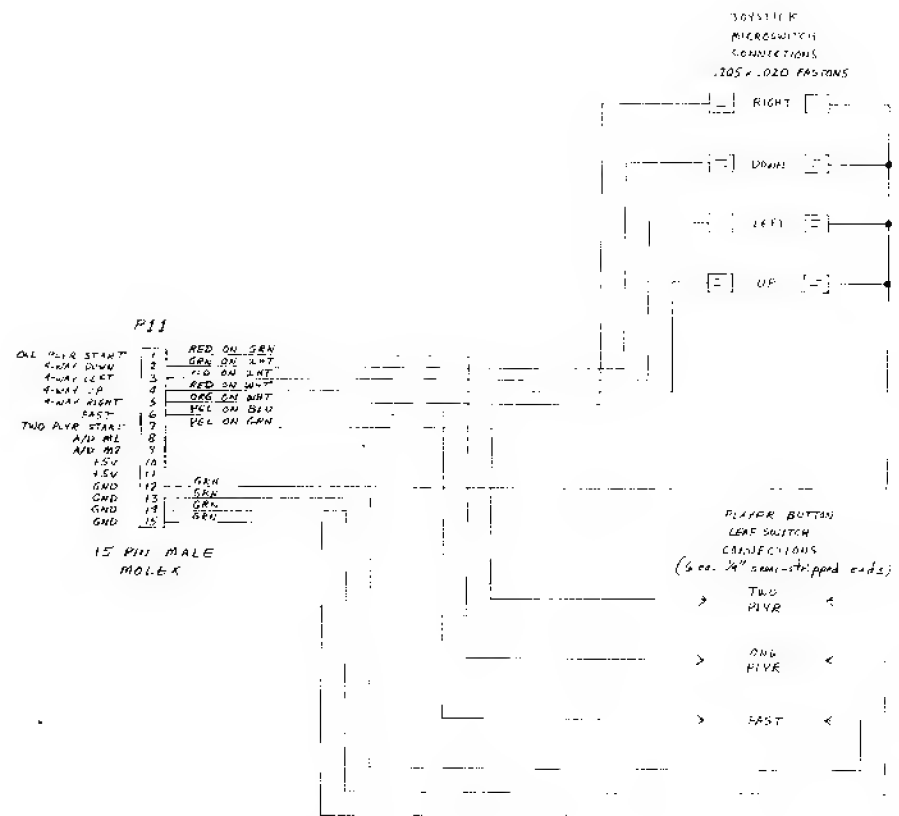 JOYSTICK
MICROSWITCH
CONNECTIONS
.205 x .020 FASTONS
RIGHT
DOWN
LEFT
UP
P11
PLYR START 1 RED ON GRN
4-WAY DOWN 2 GRN ON WHT
4-WAY LEFT 3 ON WHT
4-WAY UP 4 RED ON WHT
4-WAY RIGHT 5 ORG ON WHT
FAST 6 YEL ON BLU
TWO PLYR START 7 YEL ON GRN
A/D M1 8
A/D M2 9
+5V 10
+5V 11
GND 12 GRN
GND 13 GRN
GND 14 GRN
GND 15 GRN
15 PIN MALE
MOLEX
PLAYER BUTTON
LEAF SWITCH
CONNECTIONS
(6 ea. 1/4" semi-stripped ends)
TWO
PLYR
ONE
PLYR
FAST